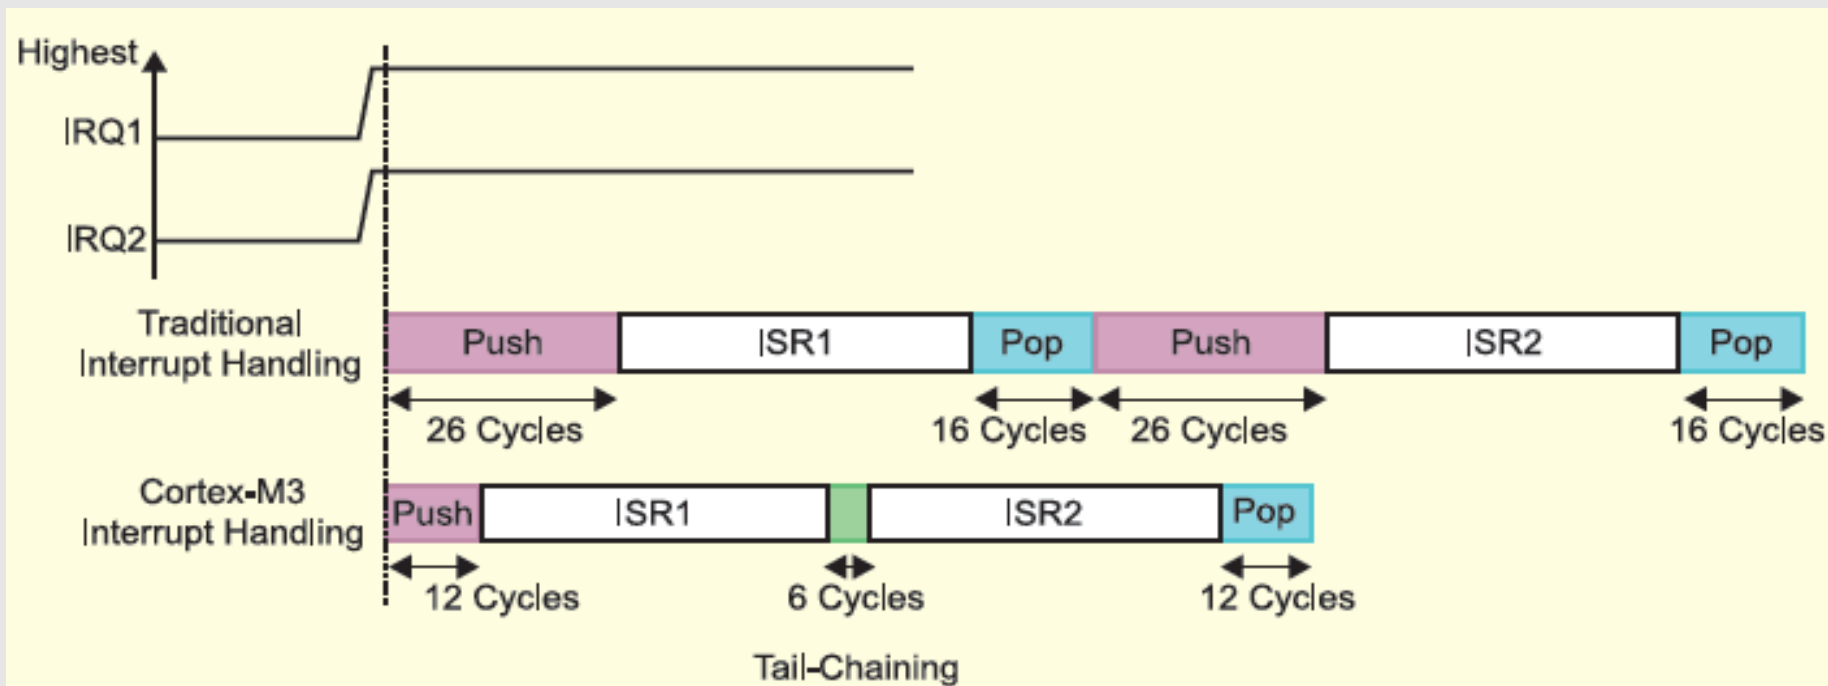 Highest
IRQ1
IRQ2
Traditional
Interrupt Handling
Push
ISR1
Pop
Push
ISR2
Pop
26 Cycles
16 Cycles
26 Cycles
16 Cycles
Cortex-M3
Interrupt Handling
Push
ISR1
ISR2
Pop
12 Cycles
6 Cycles
12 Cycles
Tail-Chaining